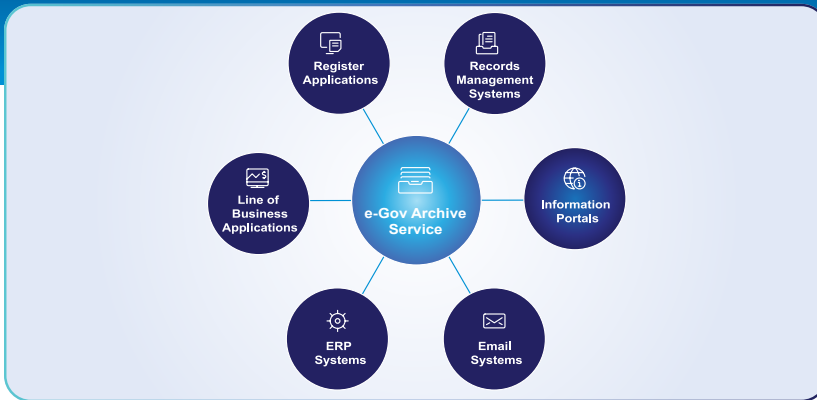 Register
Applications
Records
Management
Systems
Line of
Business
Applications
e-Gov Archive
Service
Information
Portals
ERP
Systems
Email
Systems